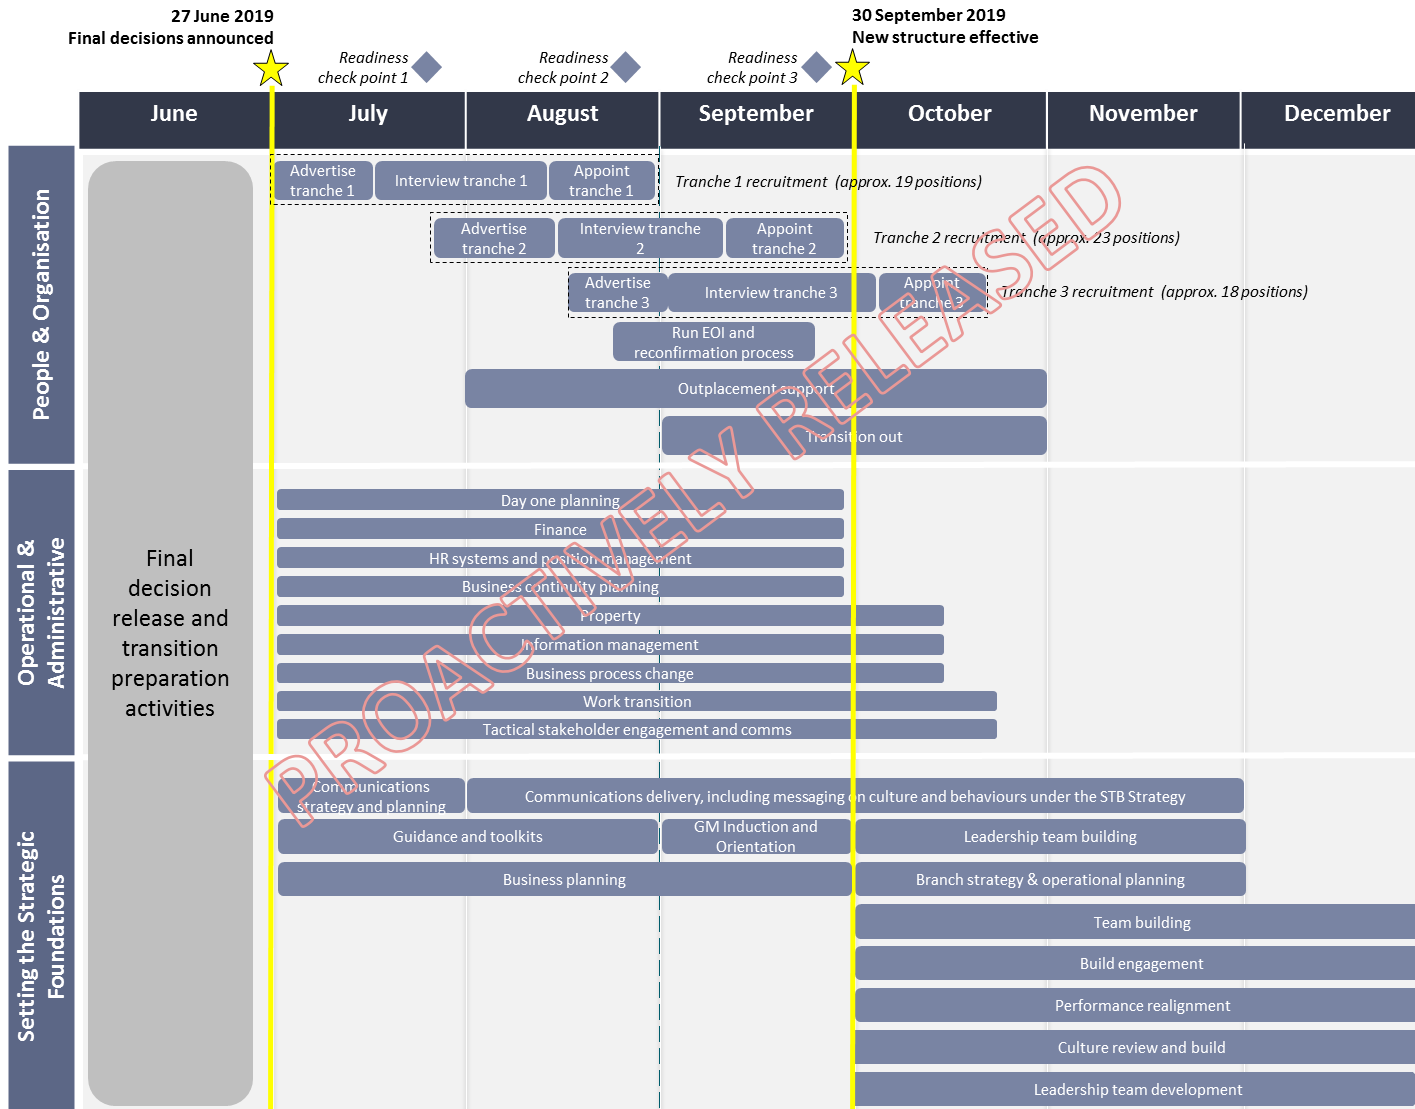 27 June 2019
Final decisions announced
30 September 2019
New structure effective
Readiness
check point 1
Readiness
check point 2
Readiness
check point 3
June
July
August
September
October
November
December
People & Organisation
Advertise
tranche 1
Interview tranche 1
Appoint
tranche 1
Tranche 1 recruitment (approx. 19 positions)
Advertise
tranche 2
Interview tranche
2
Appoint
tranche 2
Tranche 2 recruitment (approx. 23 positions)
Advertise
tranche 3
Interview tranche 3
Appoint
tranche 3
Tranche 3 recruitment (approx. 18 positions)
Run EOI and
reconfirmation process
Outplacement support
Transition out
Final
decision
release and
transition
preparation
activities
Operational &
Administrative
Day one planning
Finance
HR systems and position management
Business continuity planning
Property
Information management
Business process change
Work transition
Tactical stakeholder engagement and comms
Setting the Strategic
Foundations
Communications
strategy and planning
Communications delivery, including messaging on culture and behaviours under the STB Strategy
Guidance and toolkits
GM Induction and
Orientation
Leadership team building
Business planning
Branch strategy & operational planning
Team building
Build engagement
Performance realignment
Culture review and build
Leadership team development
PROACTIVELY RELEASED